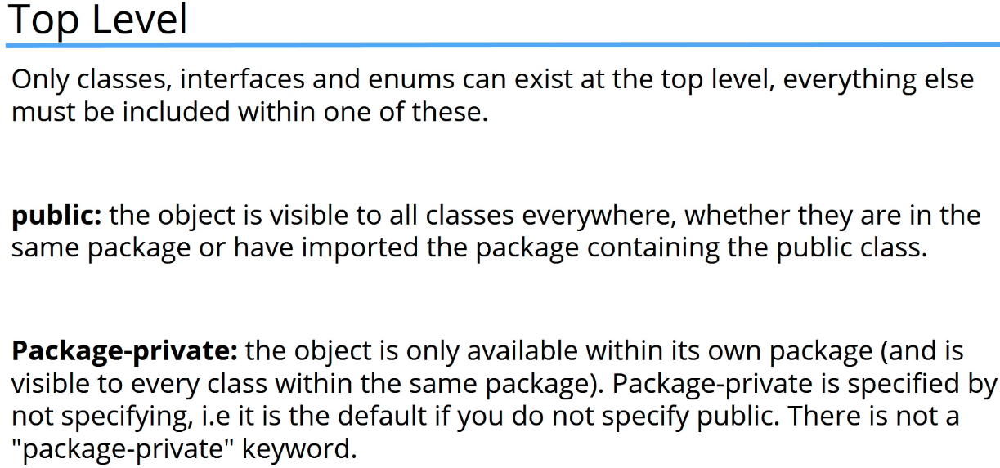 Top Level
Only classes, interfaces and enums can exist at the top level, everything else
must be included within one of these.
public: the object is visible to all classes everywhere, whether they are in the
same package or have imported the package containing the public class.
Package-private: the object is only available within its own package (and is
visible to every class within the same package). Package-private is specified by
not specifying, i.e it is the default if you do not specify public. There is not a
"package-private" keyword.